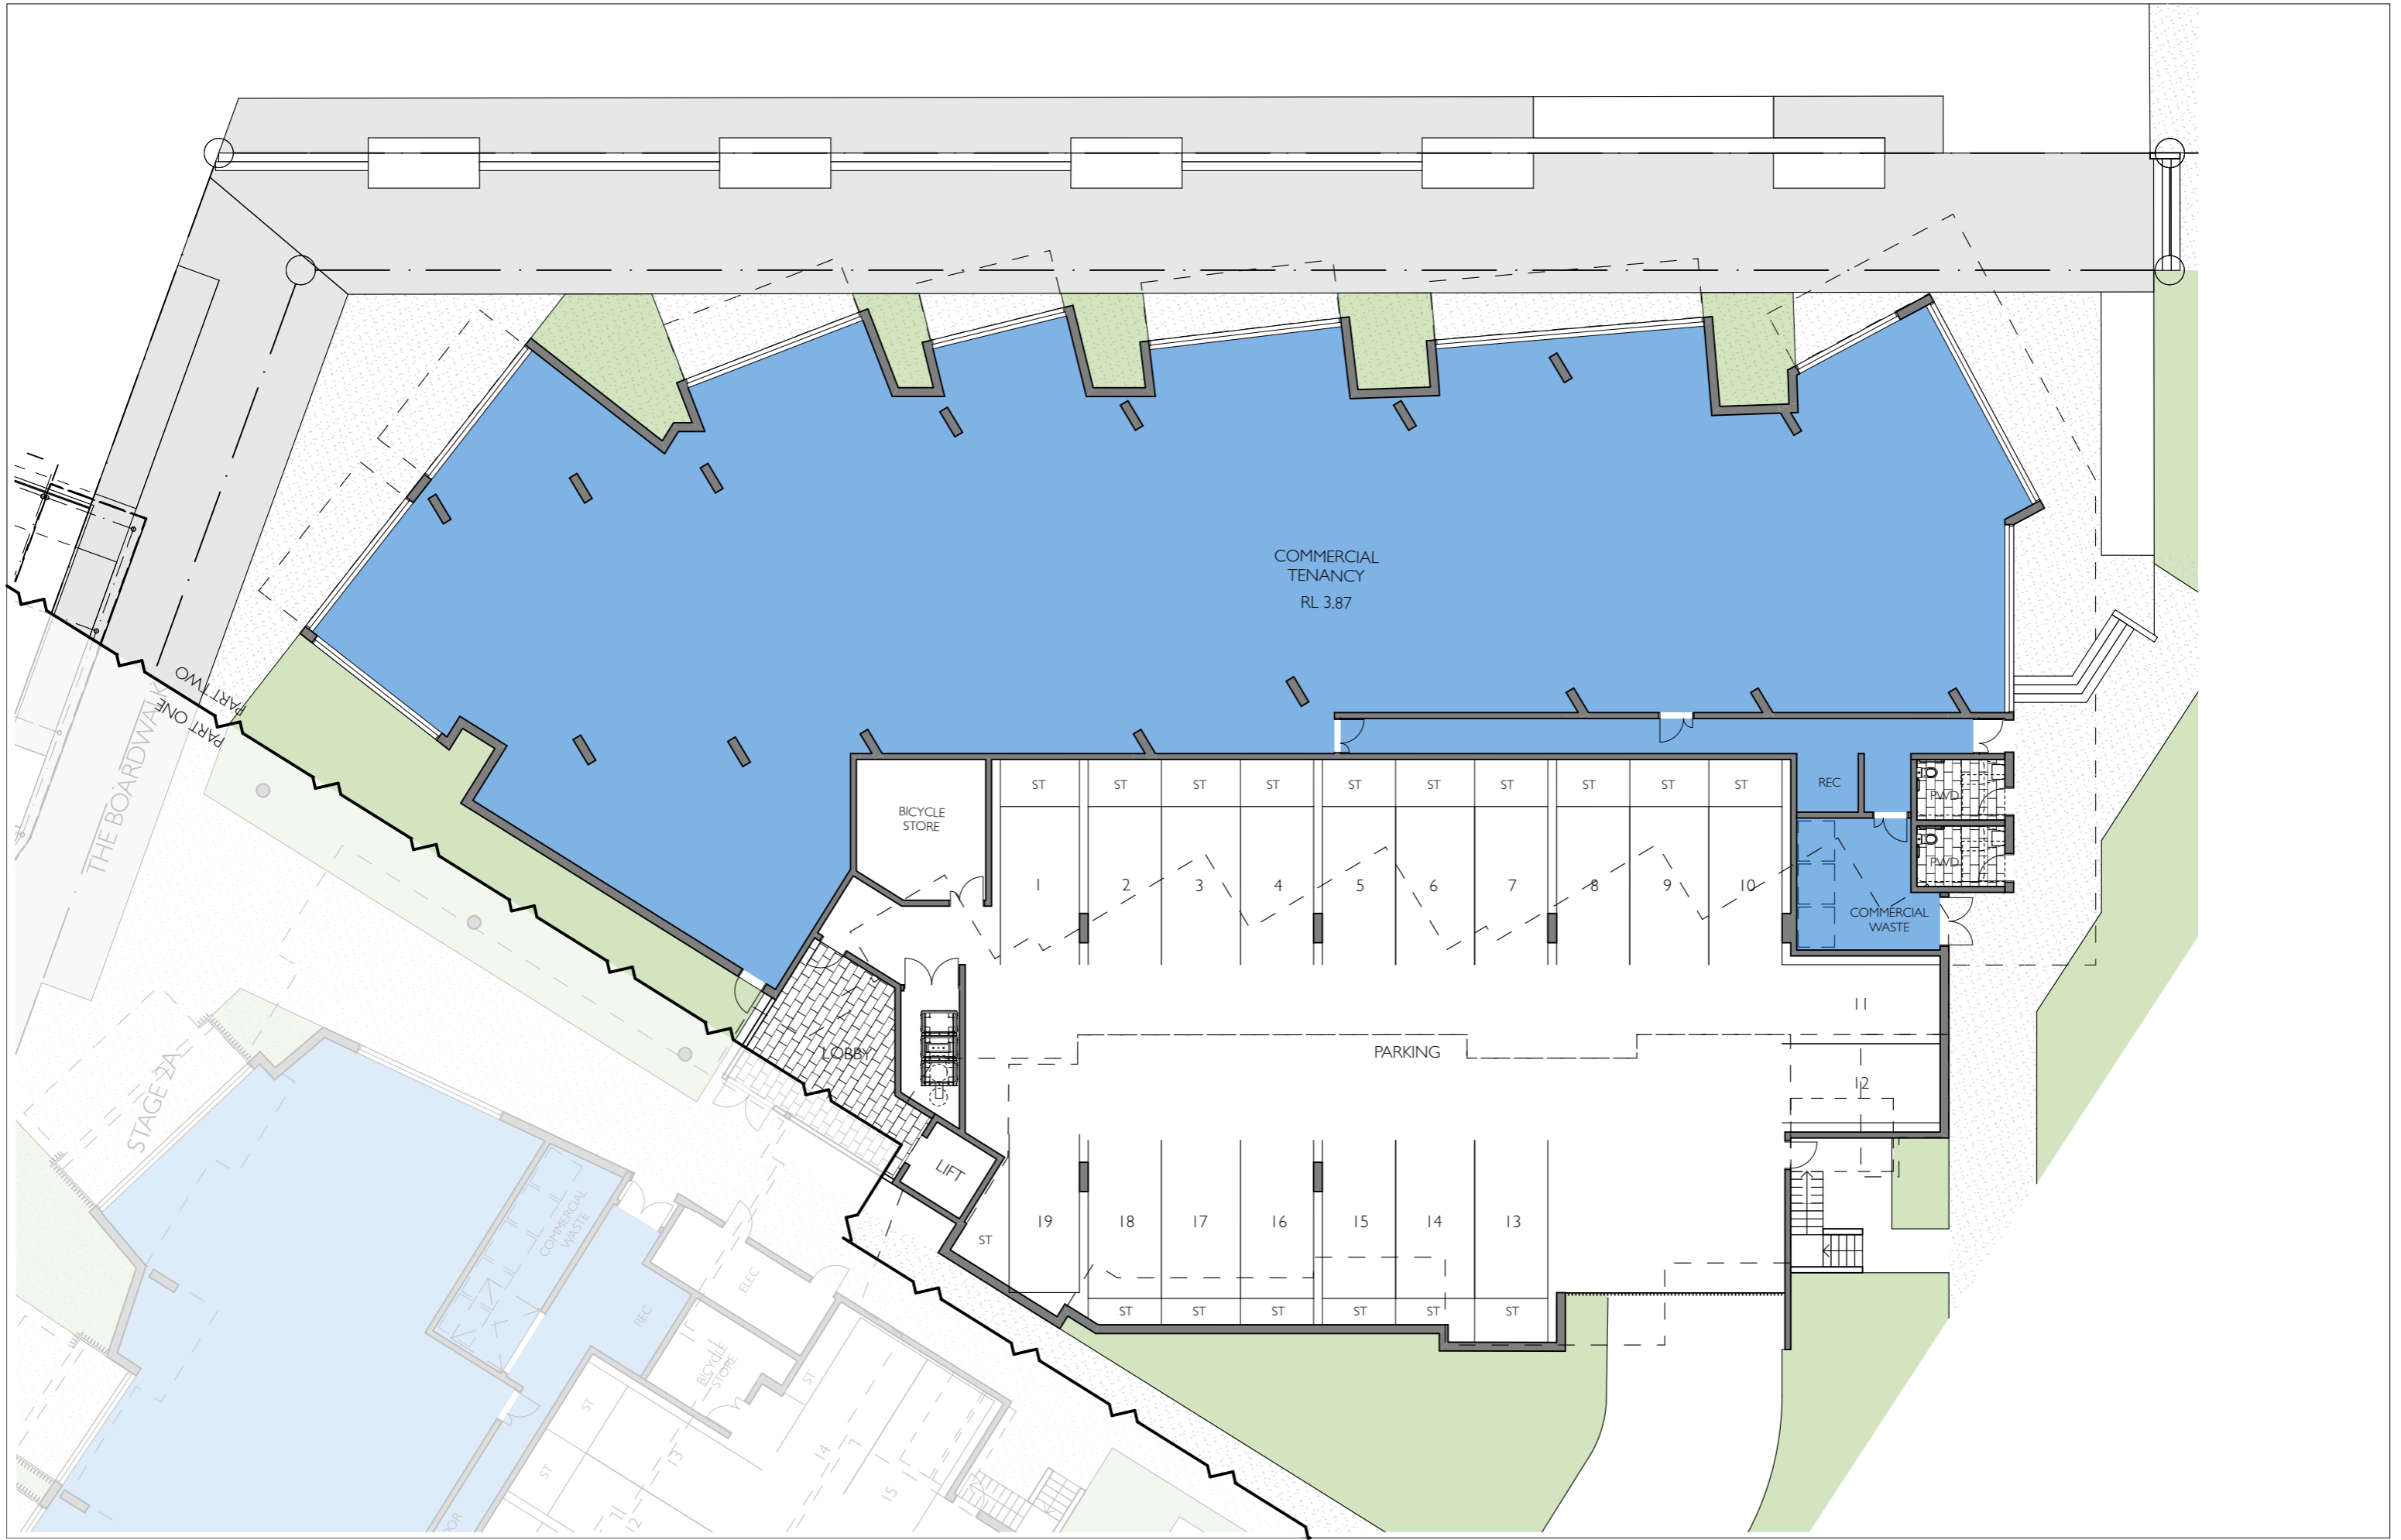 COMMERCIAL
TENANCY
RL 3.87
PART TWO
PART ONE
THE BOARDWALK
BICYCLE
STORE
ST
ST
ST
ST
ST
ST
ST
ST
ST
ST
REC
PWD
PWD
1
2
3
4
5
6
7
8
9
10
COMMERCIAL
WASTE
11
LOBBY
PARKING
12
STAGE 2A
LIFT
19
18
17
16
15
14
13
ST
ST
ST
ST
ST
ST
ST
COMMERCIAL
WASTE
ELEC
REC
BICYCLE
STORE
ST
ST
ST
13
14
15
11
12